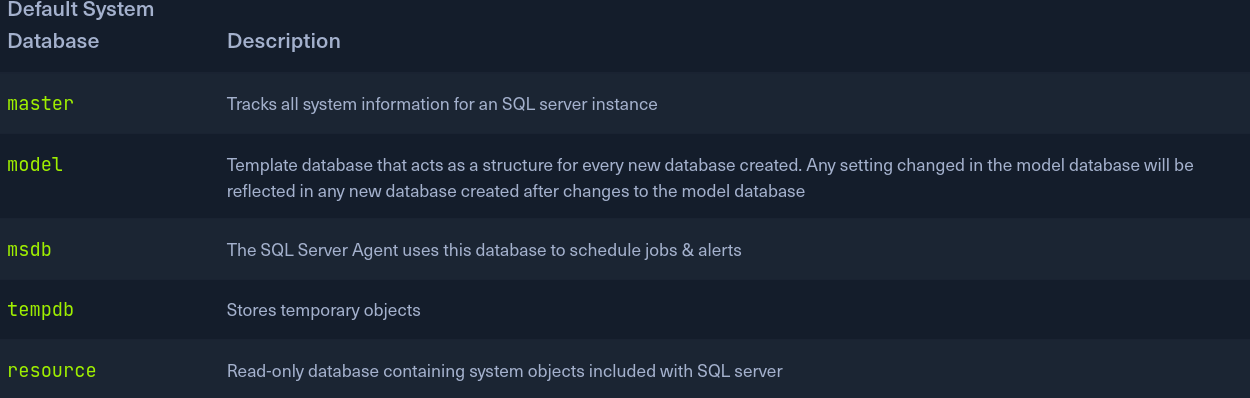 Default System
Database
Description
master
Tracks all system information for an SQL server instance
model
Template database that acts as a structure for every new database created. Any setting changed in the model database will be
reflected in any new database created after changes to the model database
msdb
The SQL Server Agent uses this database to schedule jobs & alerts
tempdb
Stores temporary objects
resource
Read-only database containing system objects included with SQL server